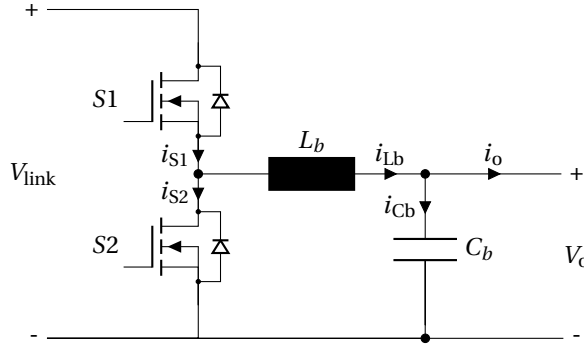 +
S1
V_link
i_S1
i_S2
L_b
i_Lb
i_o
+
i_Cb
S2
C_b
V_o
-
-